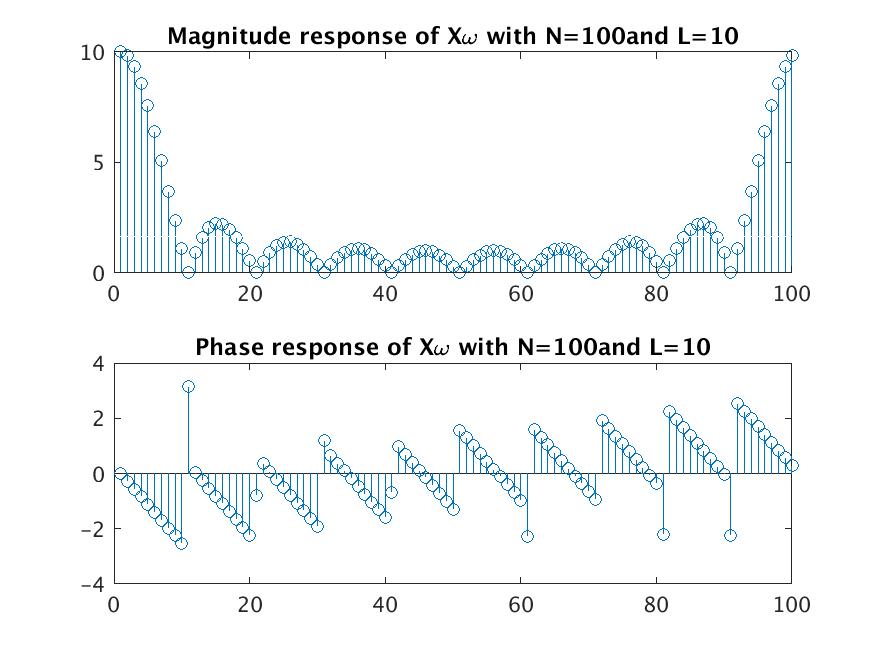 Magnitude response of Xω with N=100and L=10
10
5
0
0 20 40 60 80 100
Phase response of Xω with N=100and L=10
4
2
0
-2
-4
0 20 40 60 80 100